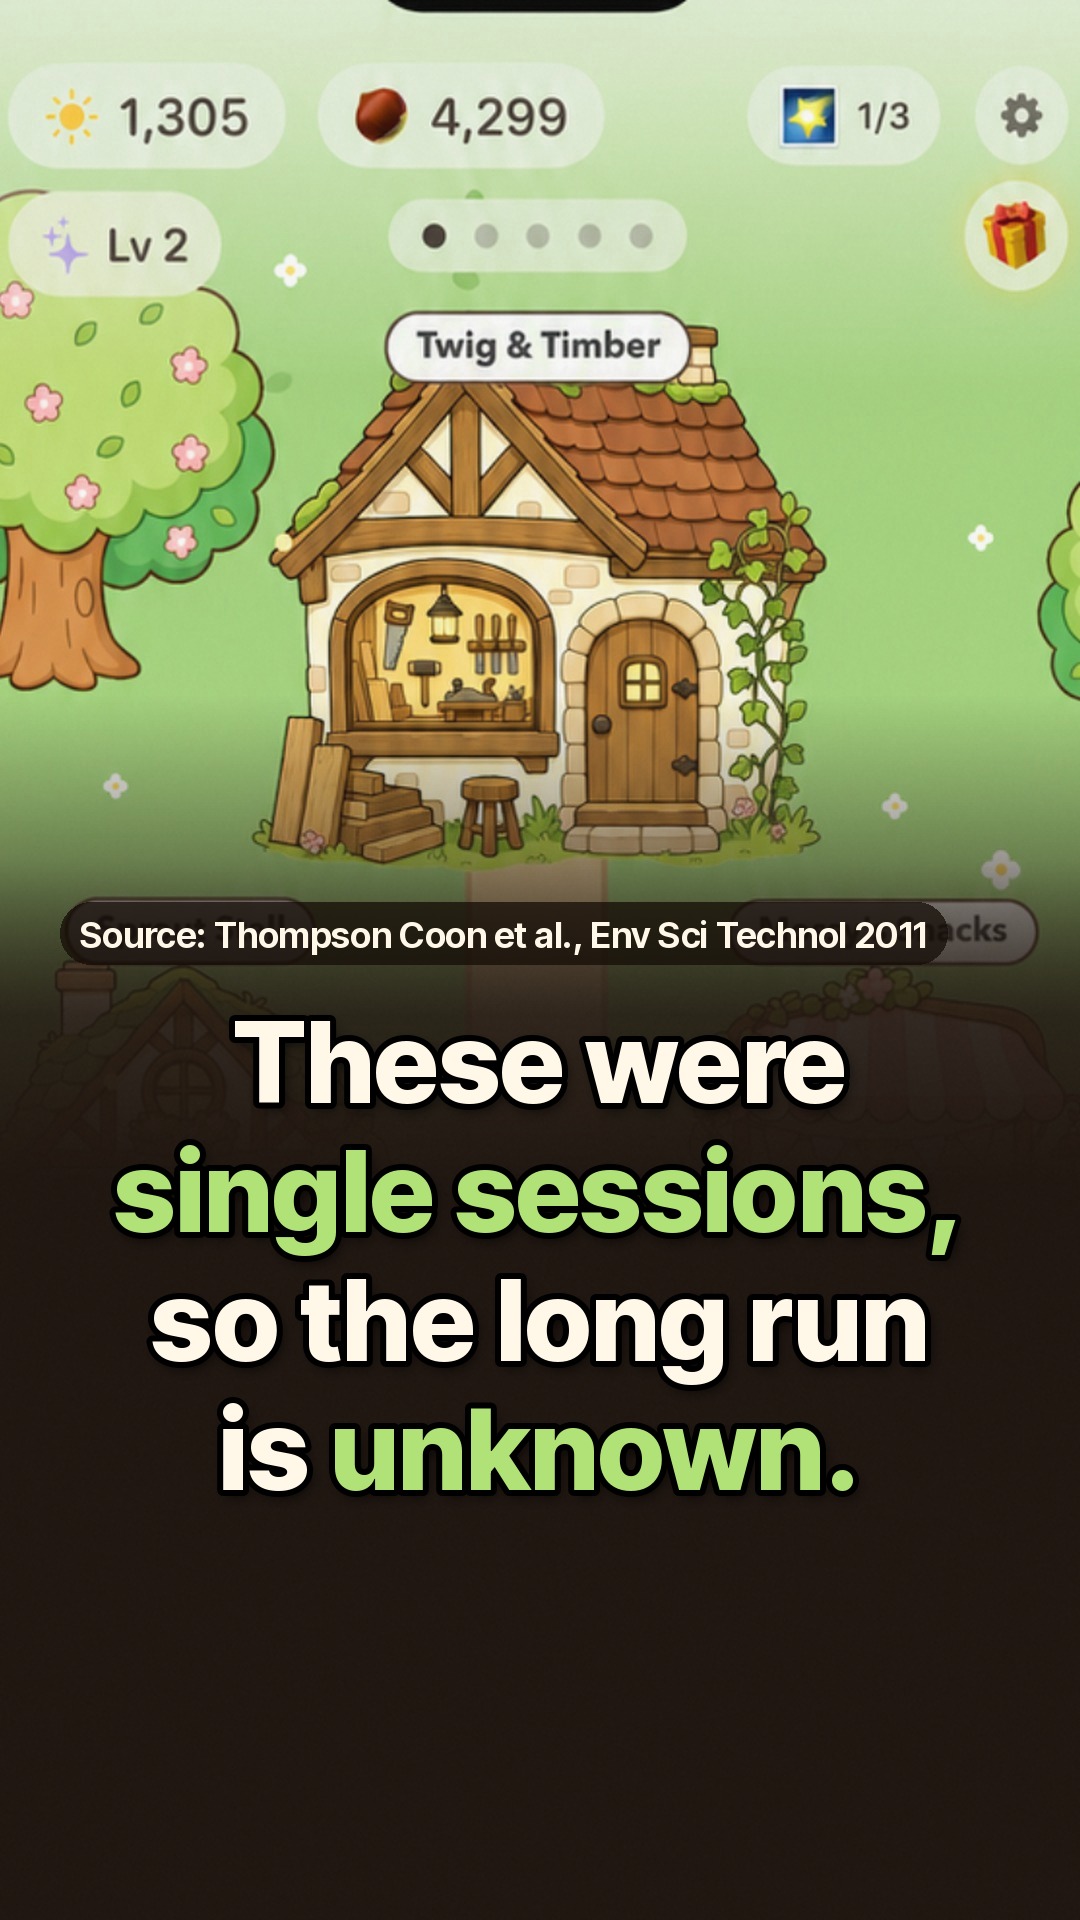 1,305
4,299
1/3
Lv 2
Twig & Timber
Source: Thompson Coon et al., Env Sci Technol 2011
These were
single sessions,
so the long run
is unknown.